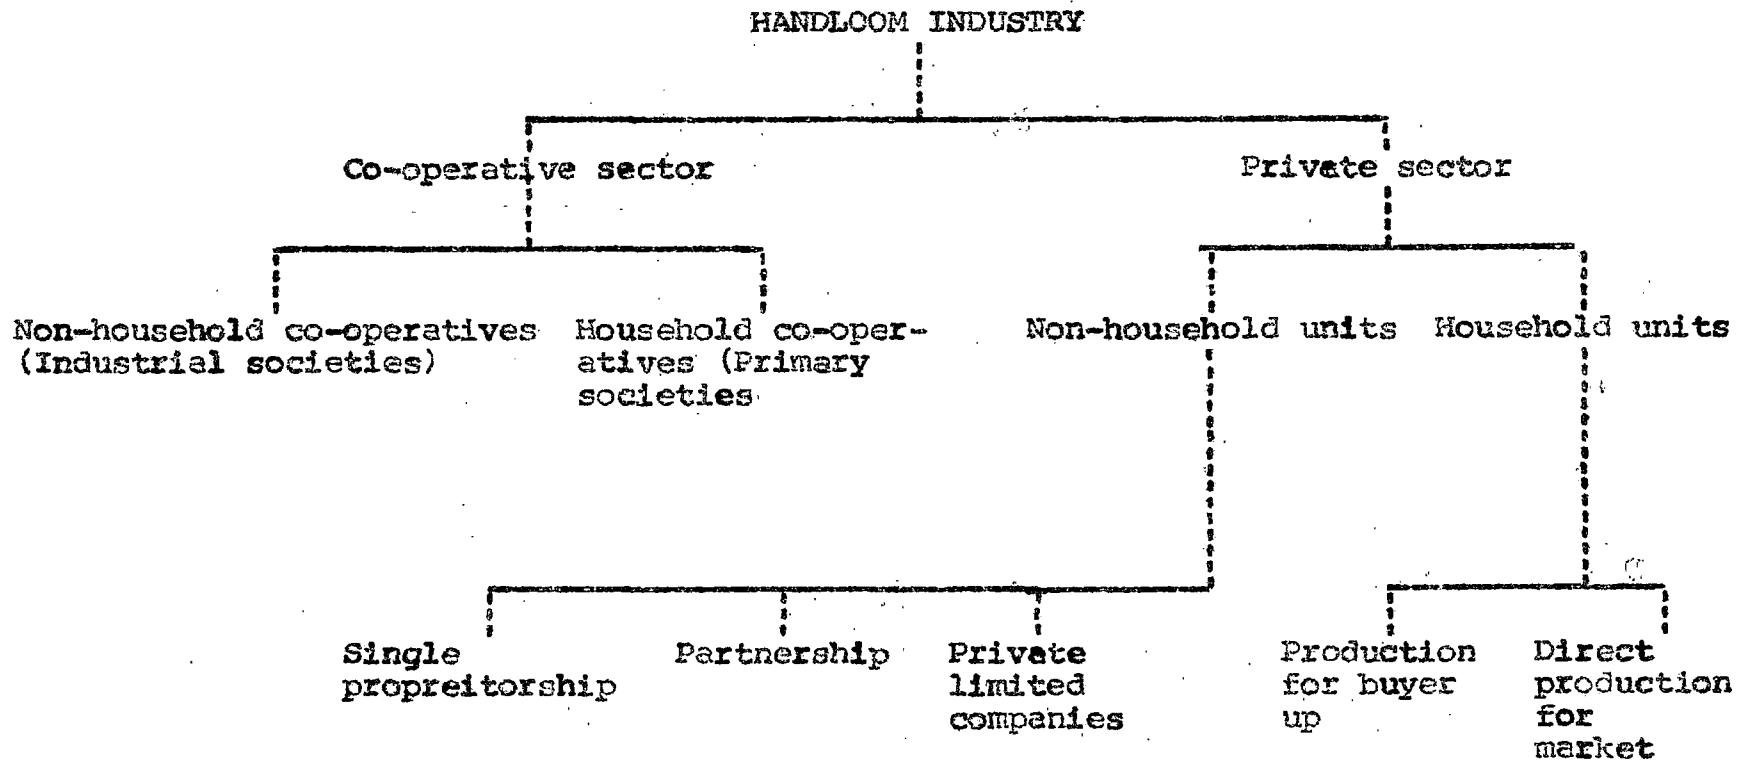 HANDLOOM INDUSTRY
Co-operative sector
Private sector
Non-household co-operatives
(Industrial societies)
Household co-oper-
atives (Primary
societies
Non-household units
Household units
Single
propreitorship
Partnership
Private
limited
companies
Production
for buyer
up
Direct
production
for
market